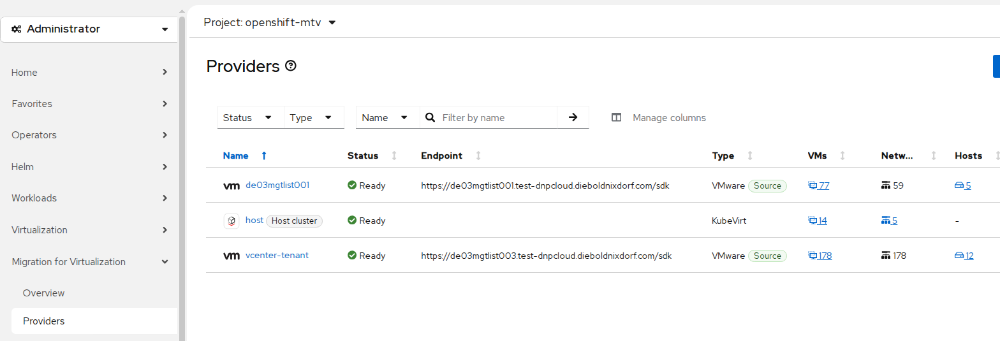 Administrator
Project: openshift-mtv
Home
Favorites
Operators
Helm
Workloads
Virtualization
Migration for Virtualization
Overview
Providers
Providers
Status Type Name Filter by name Manage columns
Name Status Endpoint Type VMs Netw... Hosts
vm de03mgtlist001 Ready https://de03mgtlist001.test-dnpcloud.dieboldnixdorf.com/sdk VMware Source 77 59 5
host Host cluster Ready KubeVirt 14 5 -
vm vcenter-tenant Ready https://de03mgtlist003.test-dnpcloud.dieboldnixdorf.com/sdk VMware Source 178 178 12